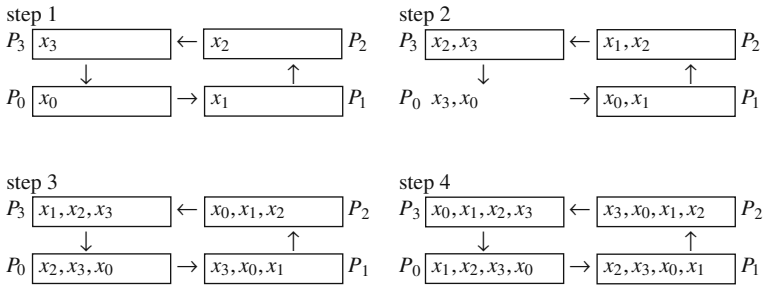 step 1 step 2
P₃ x₃ ← x₂ P₂ P₃ x₂, x₃ ← x₁, x₂ P₂
↓ ↑ ↓ ↑
P₀ x₀ → x₁ P₁ P₀ x₃, x₀ → x₀, x₁ P₁
step 3 step 4
P₃ x₁, x₂, x₃ ← x₀, x₁, x₂ P₂ P₃ x₀, x₁, x₂, x₃ ← x₃, x₀, x₁, x₂ P₂
↓ ↑ ↓ ↑
P₀ x₂, x₃, x₀ → x₃, x₀, x₁ P₁ P₀ x₁, x₂, x₃, x₀ → x₂, x₃, x₀, x₁ P₁